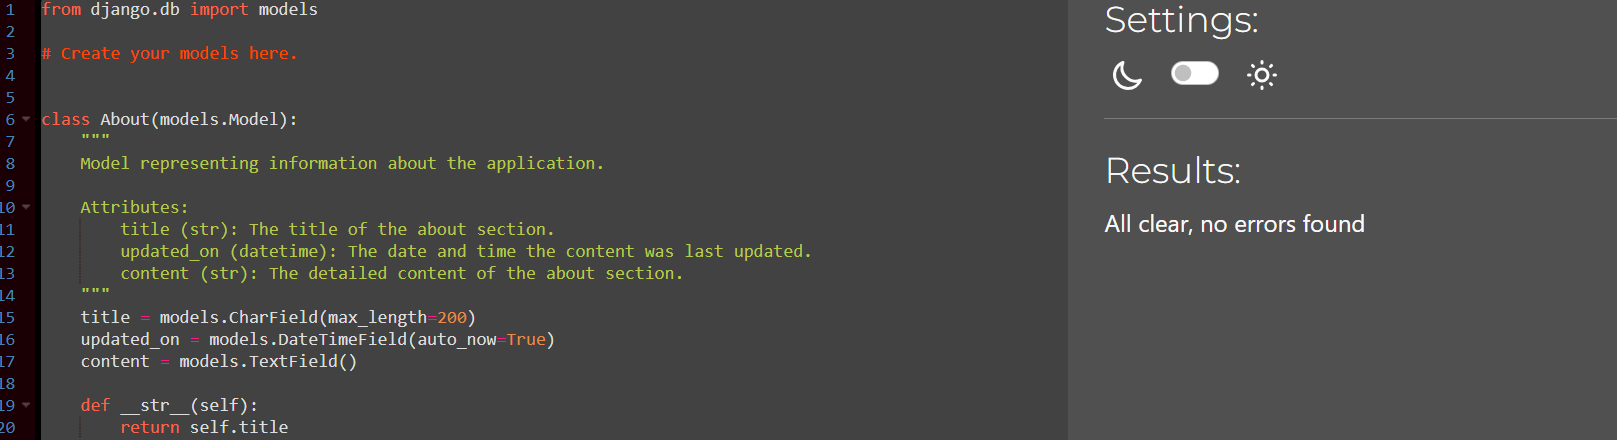 1 from django.db import models
2
3 # Create your models here.
4
5
6 class About(models.Model):
7     """
8     Model representing information about the application.
9
10     Attributes:
11         title (str): The title of the about section.
12         updated_on (datetime): The date and time the content was last updated.
13         content (str): The detailed content of the about section.
14     """
15     title = models.CharField(max_length=200)
16     updated_on = models.DateTimeField(auto_now=True)
17     content = models.TextField()
18
19     def __str__(self):
20         return self.title
Settings:
Results:
All clear, no errors found